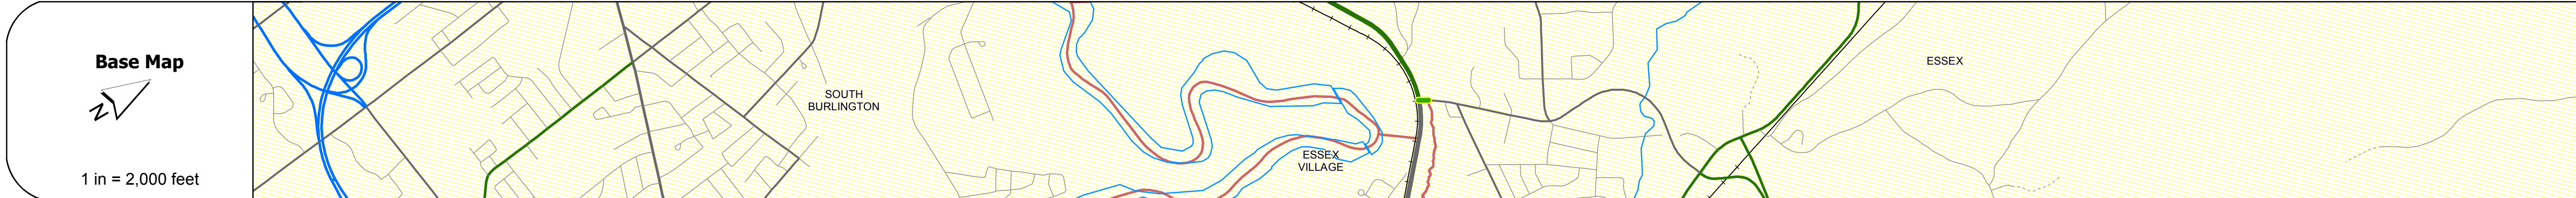 Base Map
N
1 in = 2,000 feet
SOUTH
BURLINGTON
ESSEX
VILLAGE
ESSEX